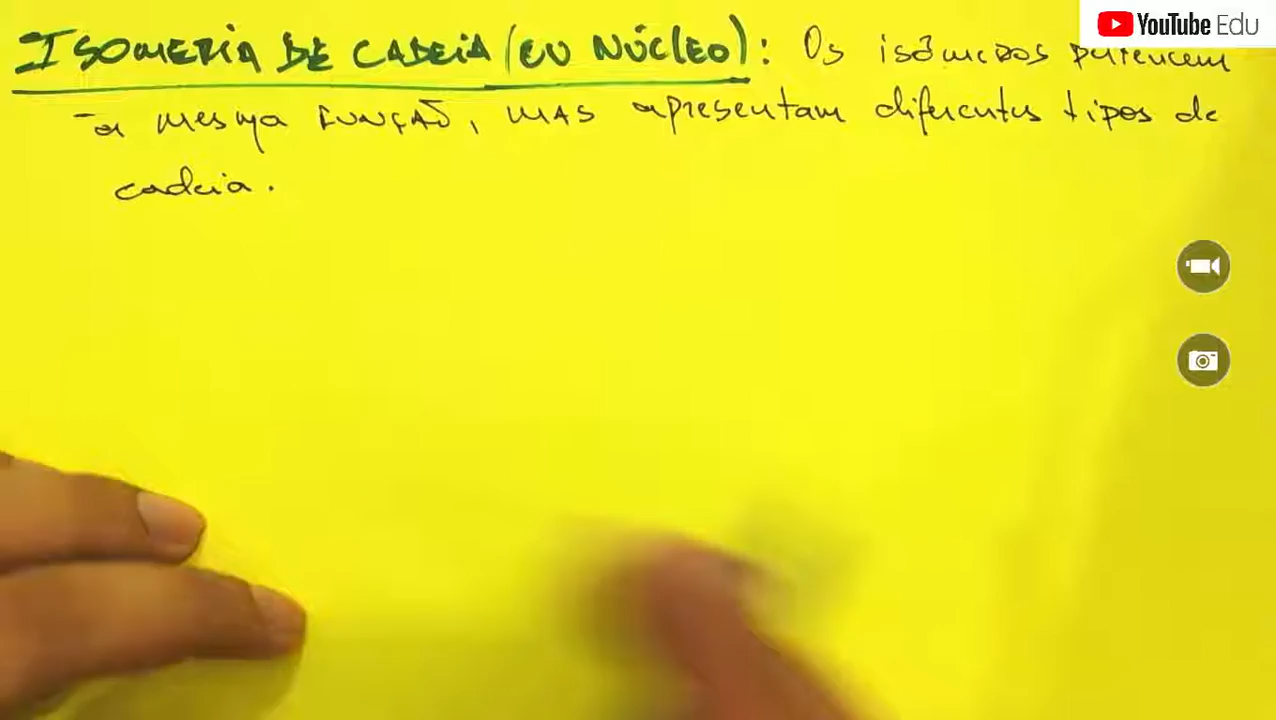 YouTube Edu
ISOMERIA DE CADEIA (OU NÚCLEO): Os isômeros pertencem
a mesma FUNÇÃO, MAS apresentam diferentes tipos de
cadeia.